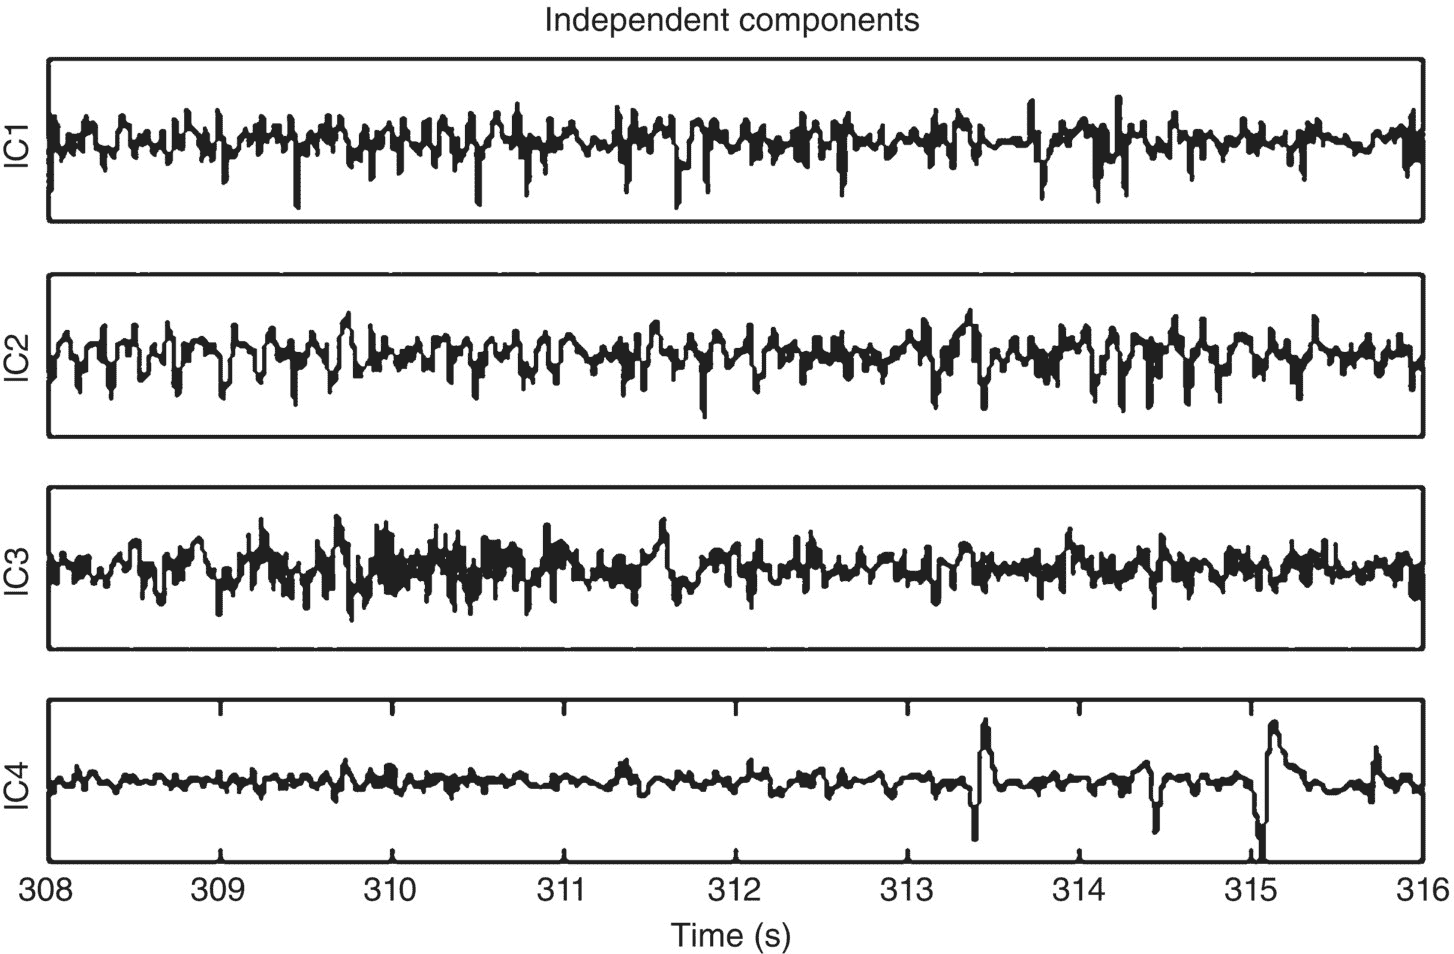 Independent components
IC1
IC2
IC3
IC4
308 309 310 311 312 313 314 315 316
Time (s)